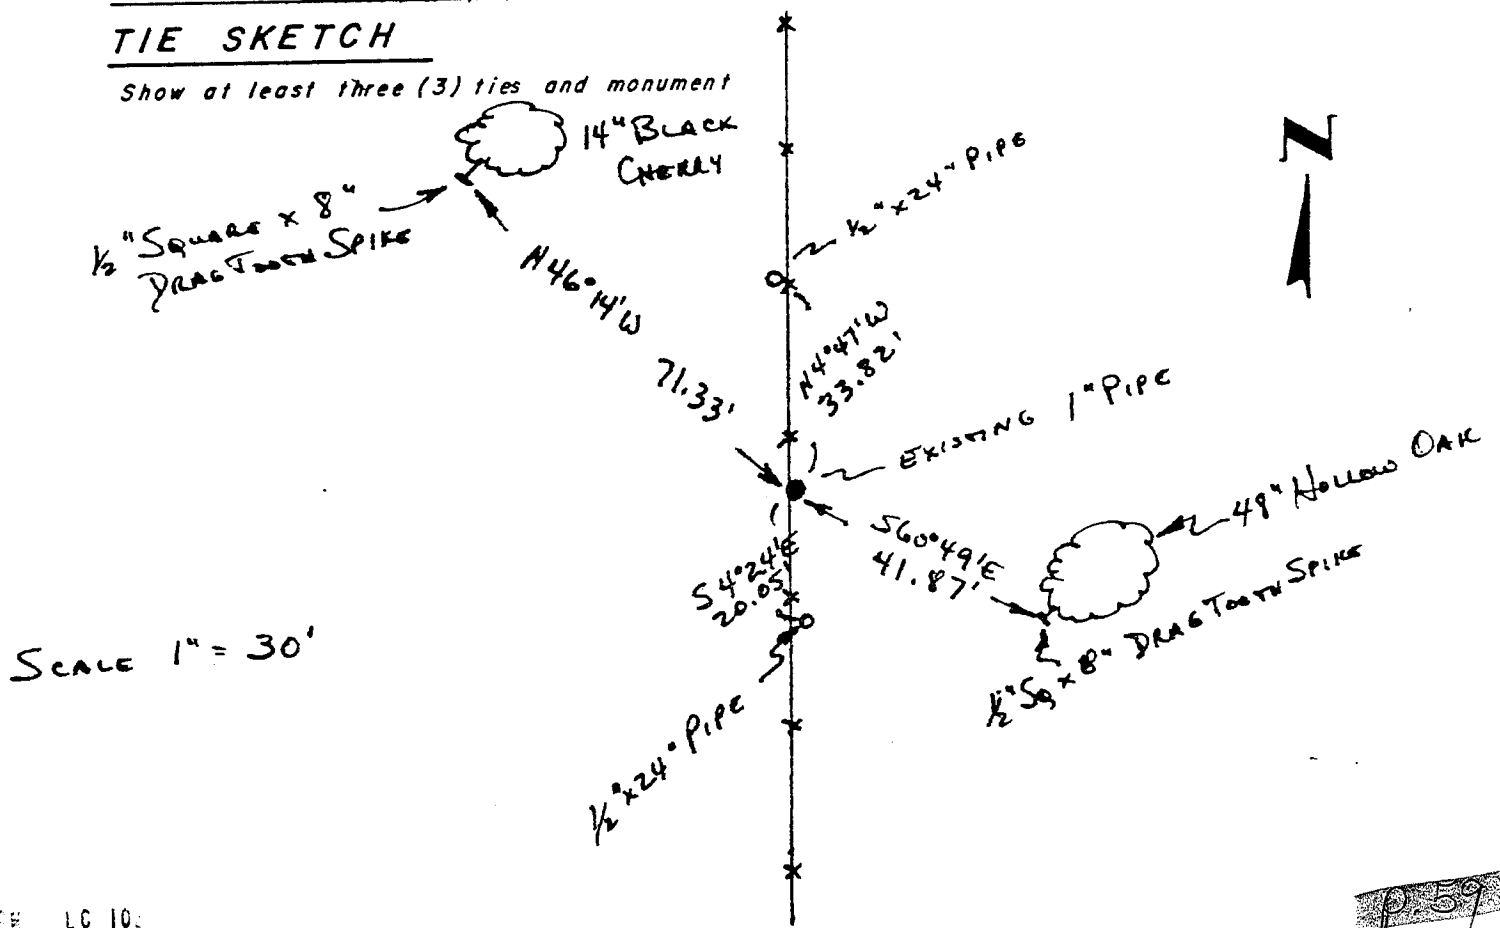 TIE SKETCH
Show at least three (3) ties and monument
14" BLACK
CHERRY
N
1/2" x 24" PIPE
1/2" SQUARE x 8"
DRAG TOOTH SPIKE
N46°14'W
71.33'
N4°47'W
33.82'
EXISTING 1" PIPE
48" HOLLOW OAK
S60°49'E
41.87'
S4°24'E
20.05'
1/2" SQ x 8" DRAG TOOTH SPIKE
SCALE 1" = 30'
1/2" x 24" PIPE
LC 10
P.59